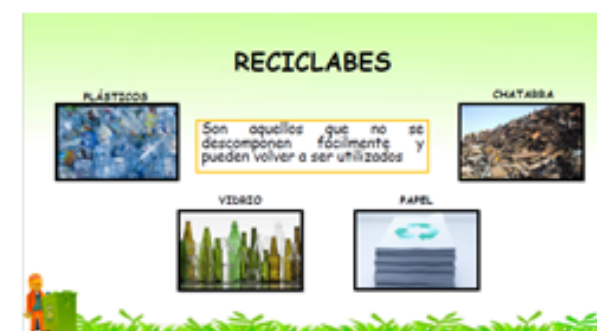 RECICLABES
PLÁSTICOS
CHATARRA
Son aquellos que no se
descomponen fácilmente y
pueden volver a ser utilizados
VIDRIO
PAPEL